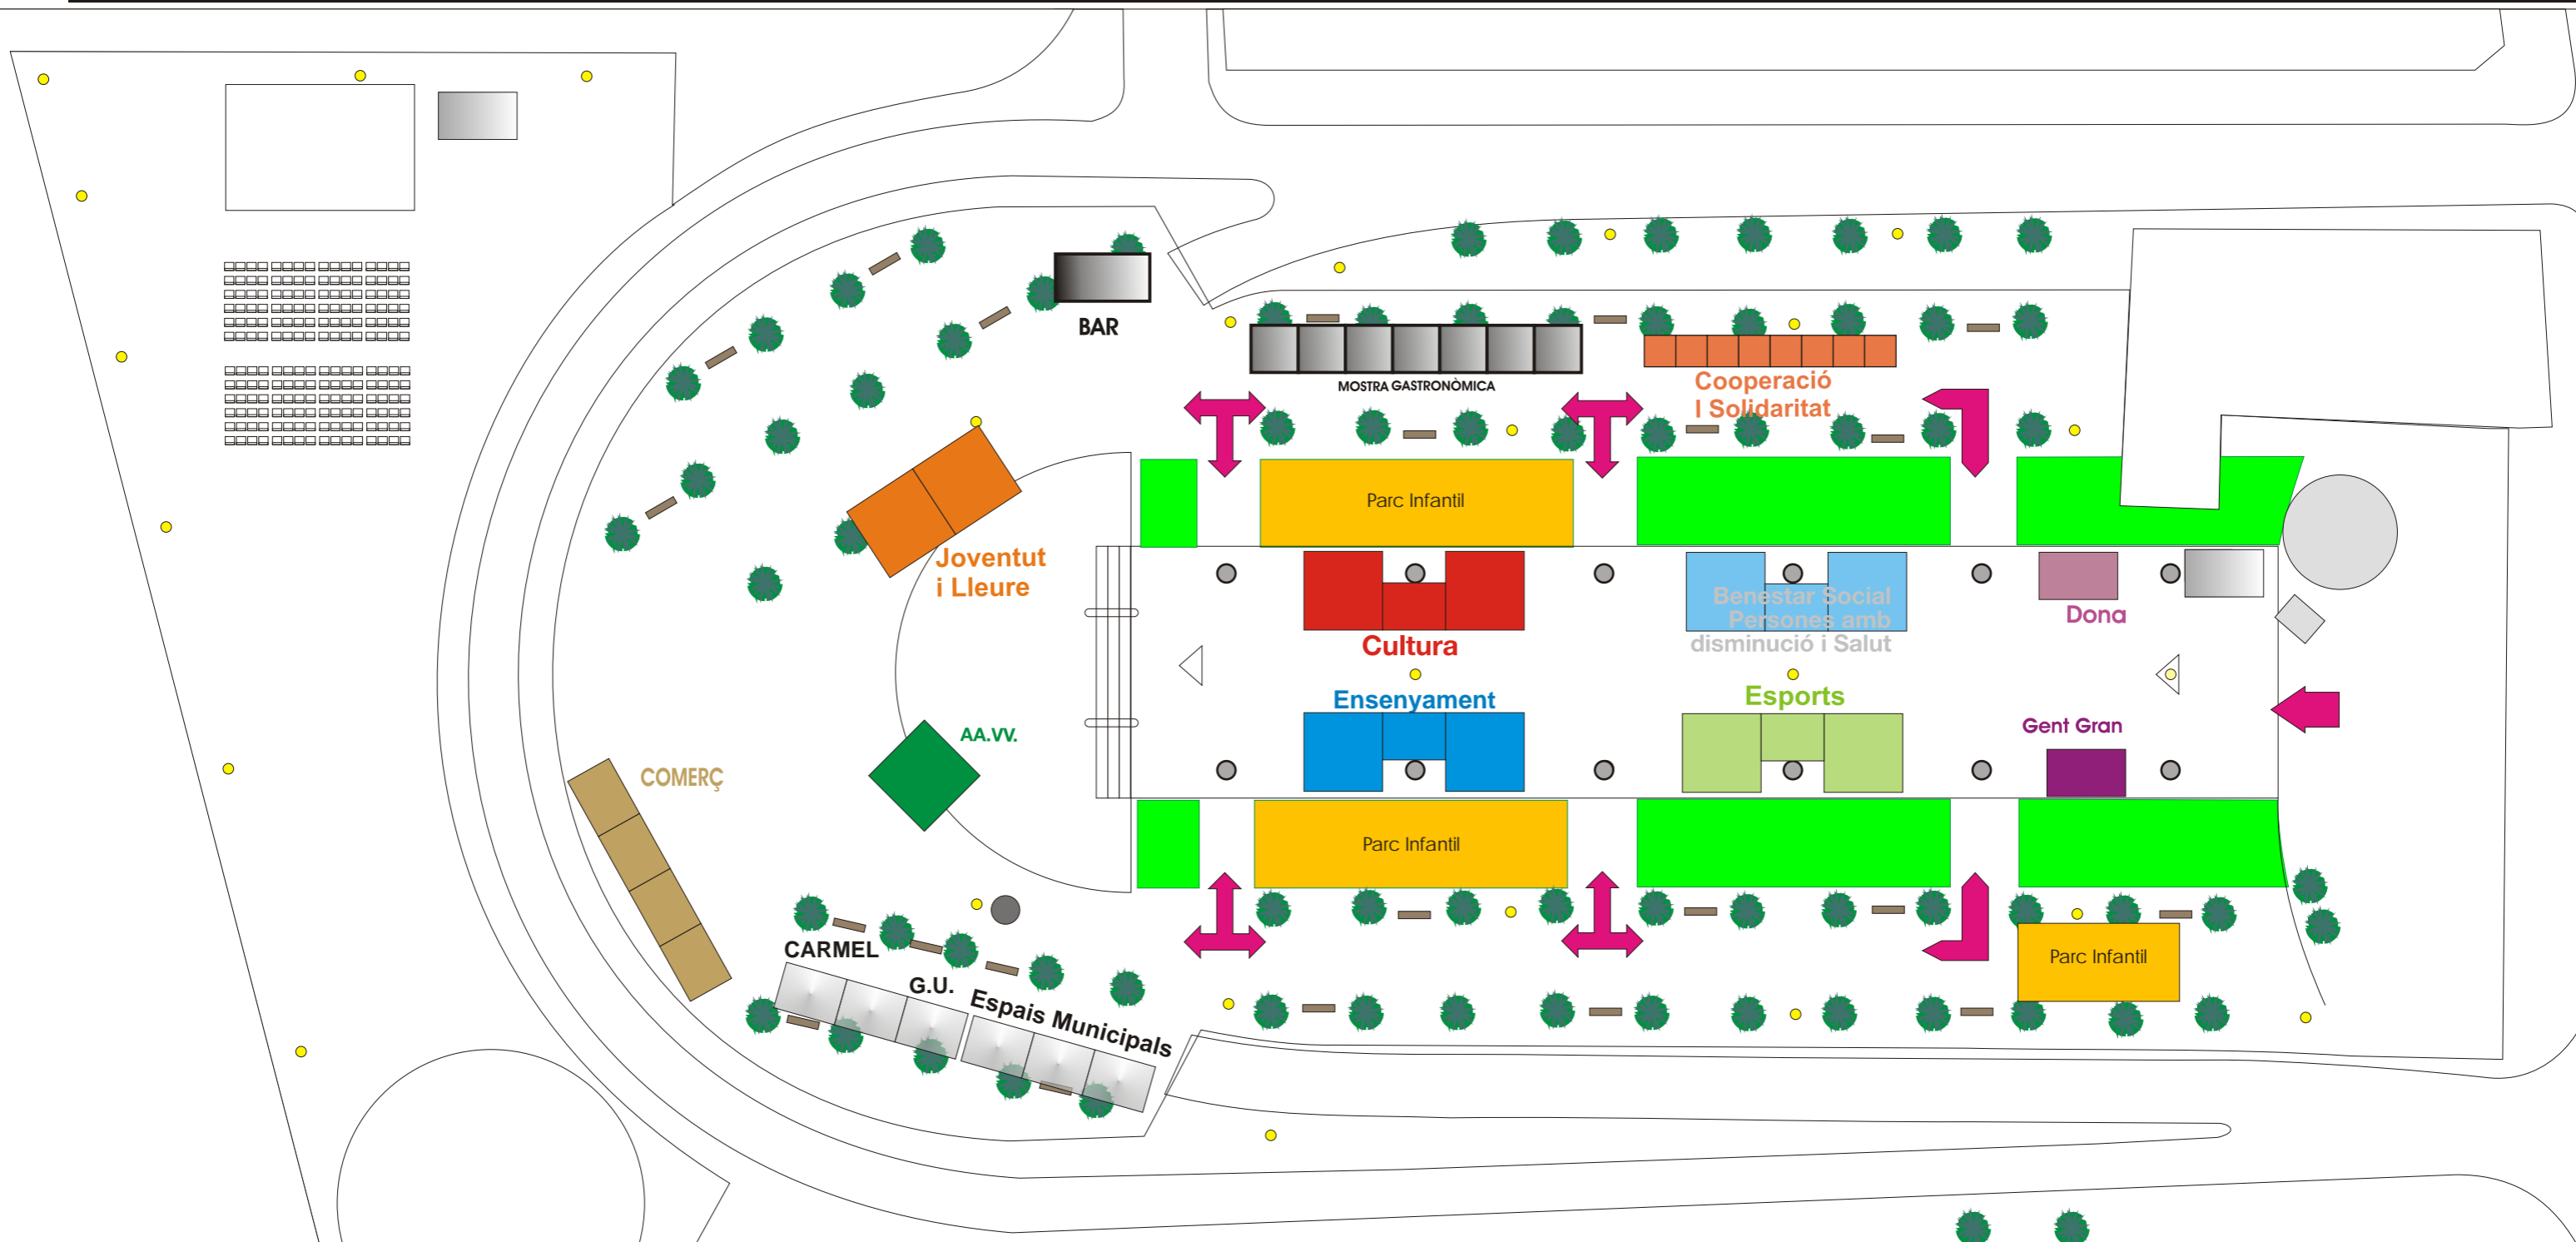 BAR
MOSTRA GASTRONÒMICA
Cooperació
I Solidaritat
Parc Infantil
Joventut
i Lleure
Cultura
Benestar Social
Persones amb
disminució i Salut
Dona
Ensenyament
Esports
Gent Gran
AA.VV.
COMERÇ
Parc Infantil
CARMEL
G.U.
Espais Municipals
Parc Infantil